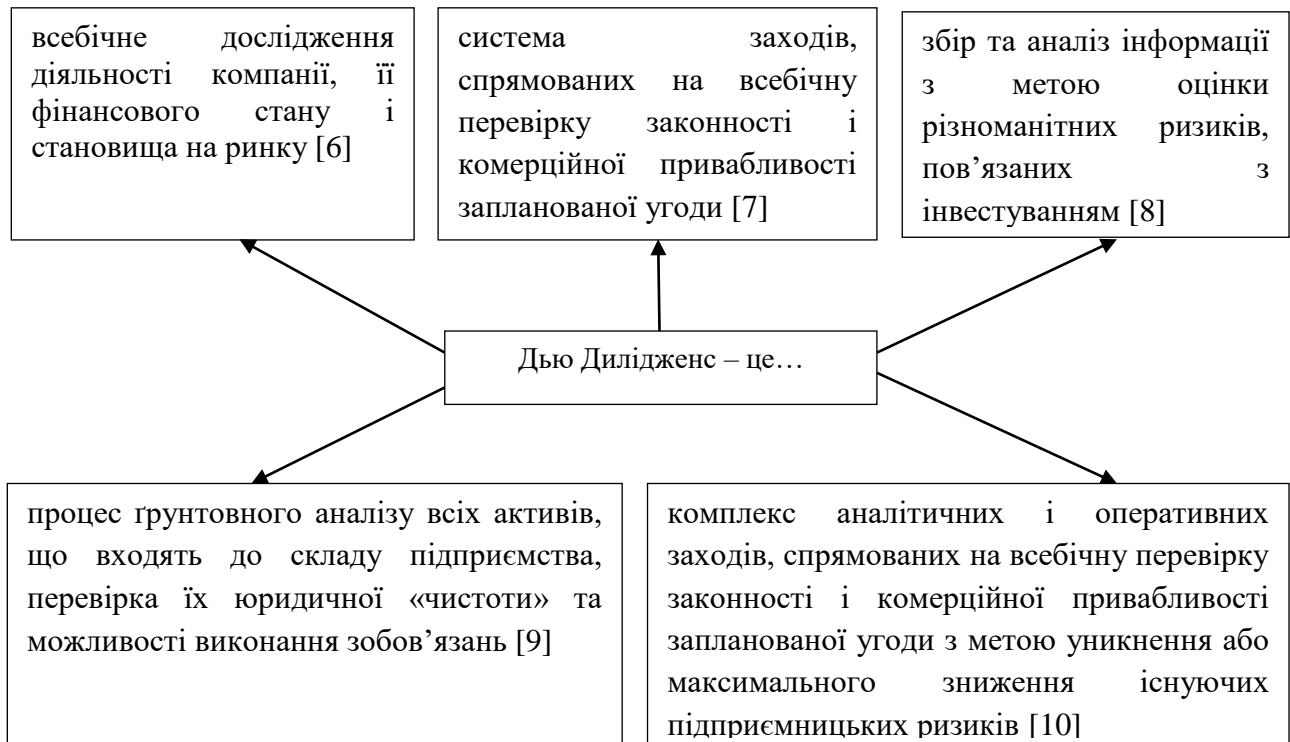 всебічне дослідження
діяльності компанії, її
фінансового стану і
становища на ринку [6]
система заходів,
спрямованих на всебічну
перевірку законності і
комерційної привабливості
запланованої угоди [7]
збір та аналіз інформації
з метою оцінки
різноманітних ризиків,
пов’язаних з
інвестуванням [8]
Дью Дилідженс – це…
процес ґрунтовного аналізу всіх активів,
що входять до складу підприємства,
перевірка їх юридичної «чистоти» та
можливості виконання зобов’язань [9]
комплекс аналітичних і оперативних
заходів, спрямованих на всебічну перевірку
законності і комерційної привабливості
запланованої угоди з метою уникнення або
максимального зниження існуючих
підприємницьких ризиків [10]